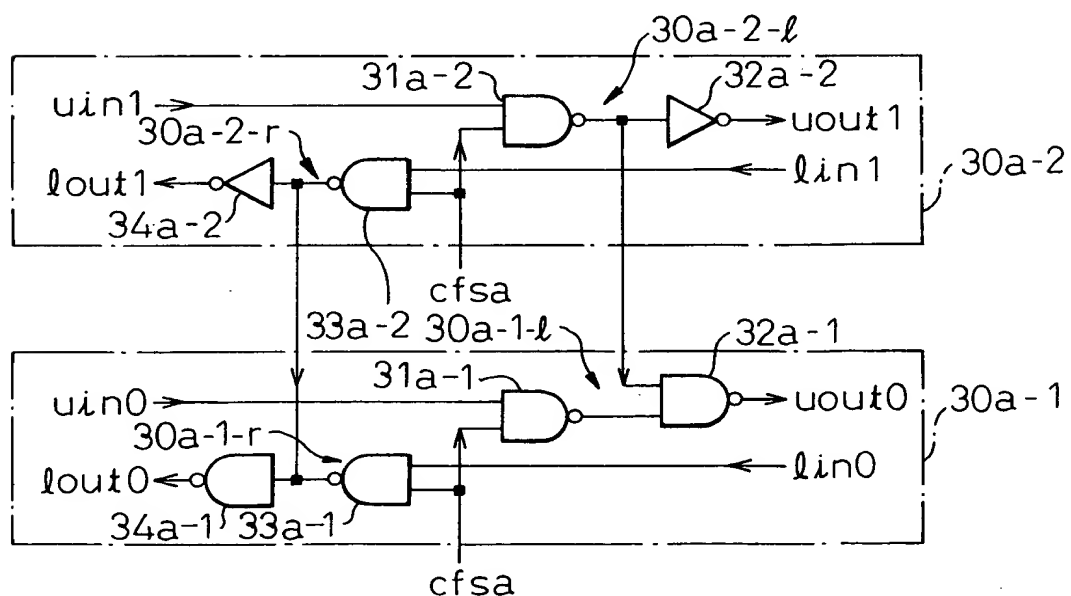 30a-2-ℓ
31a-2
32a-2
uin1
uout1
30a-2-r
ℓout1
ℓin1
30a-2
34a-2
cfsa
33a-2
30a-1-ℓ
32a-1
31a-1
uin0
uout0
30a-1
30a-1-r
ℓout0
ℓin0
34a-1
33a-1
cfsa